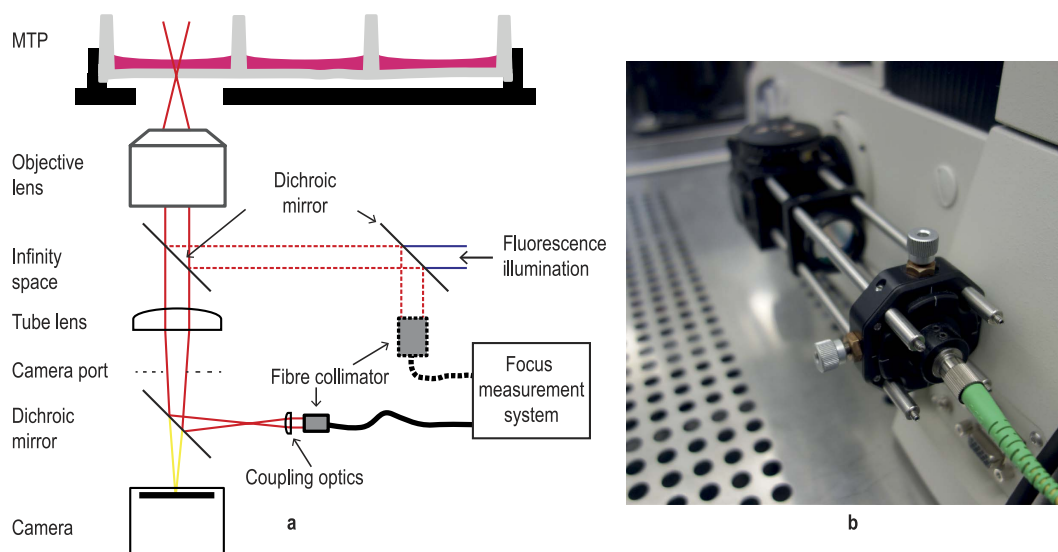 MTP
Objective
lens
Dichroic
mirror
Infinity
space
Fluorescence
illumination
Tube lens
Camera port
Fibre collimator
Focus
measurement
system
Dichroic
mirror
Coupling optics
Camera
a
b